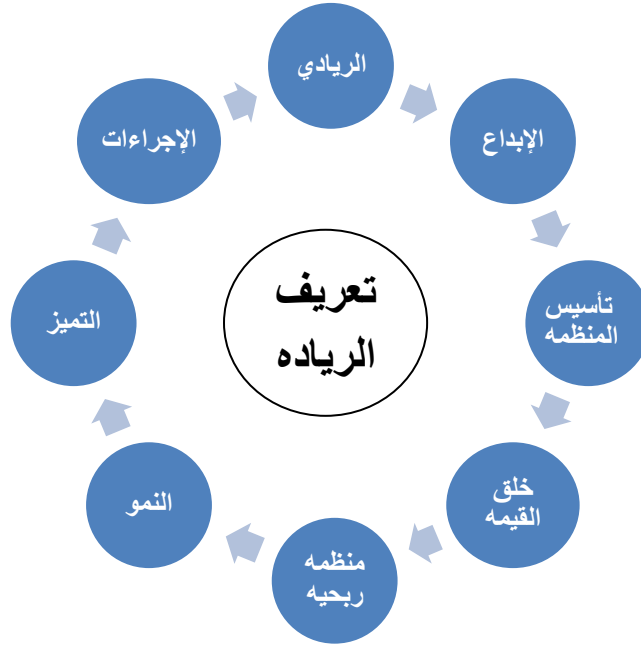 الريادي
الإبداع
تأسيس
المنظمه
خلق
القيمه
منظمه
ربحيه
النمو
التميز
الإجراءات
تعريف
الرياده